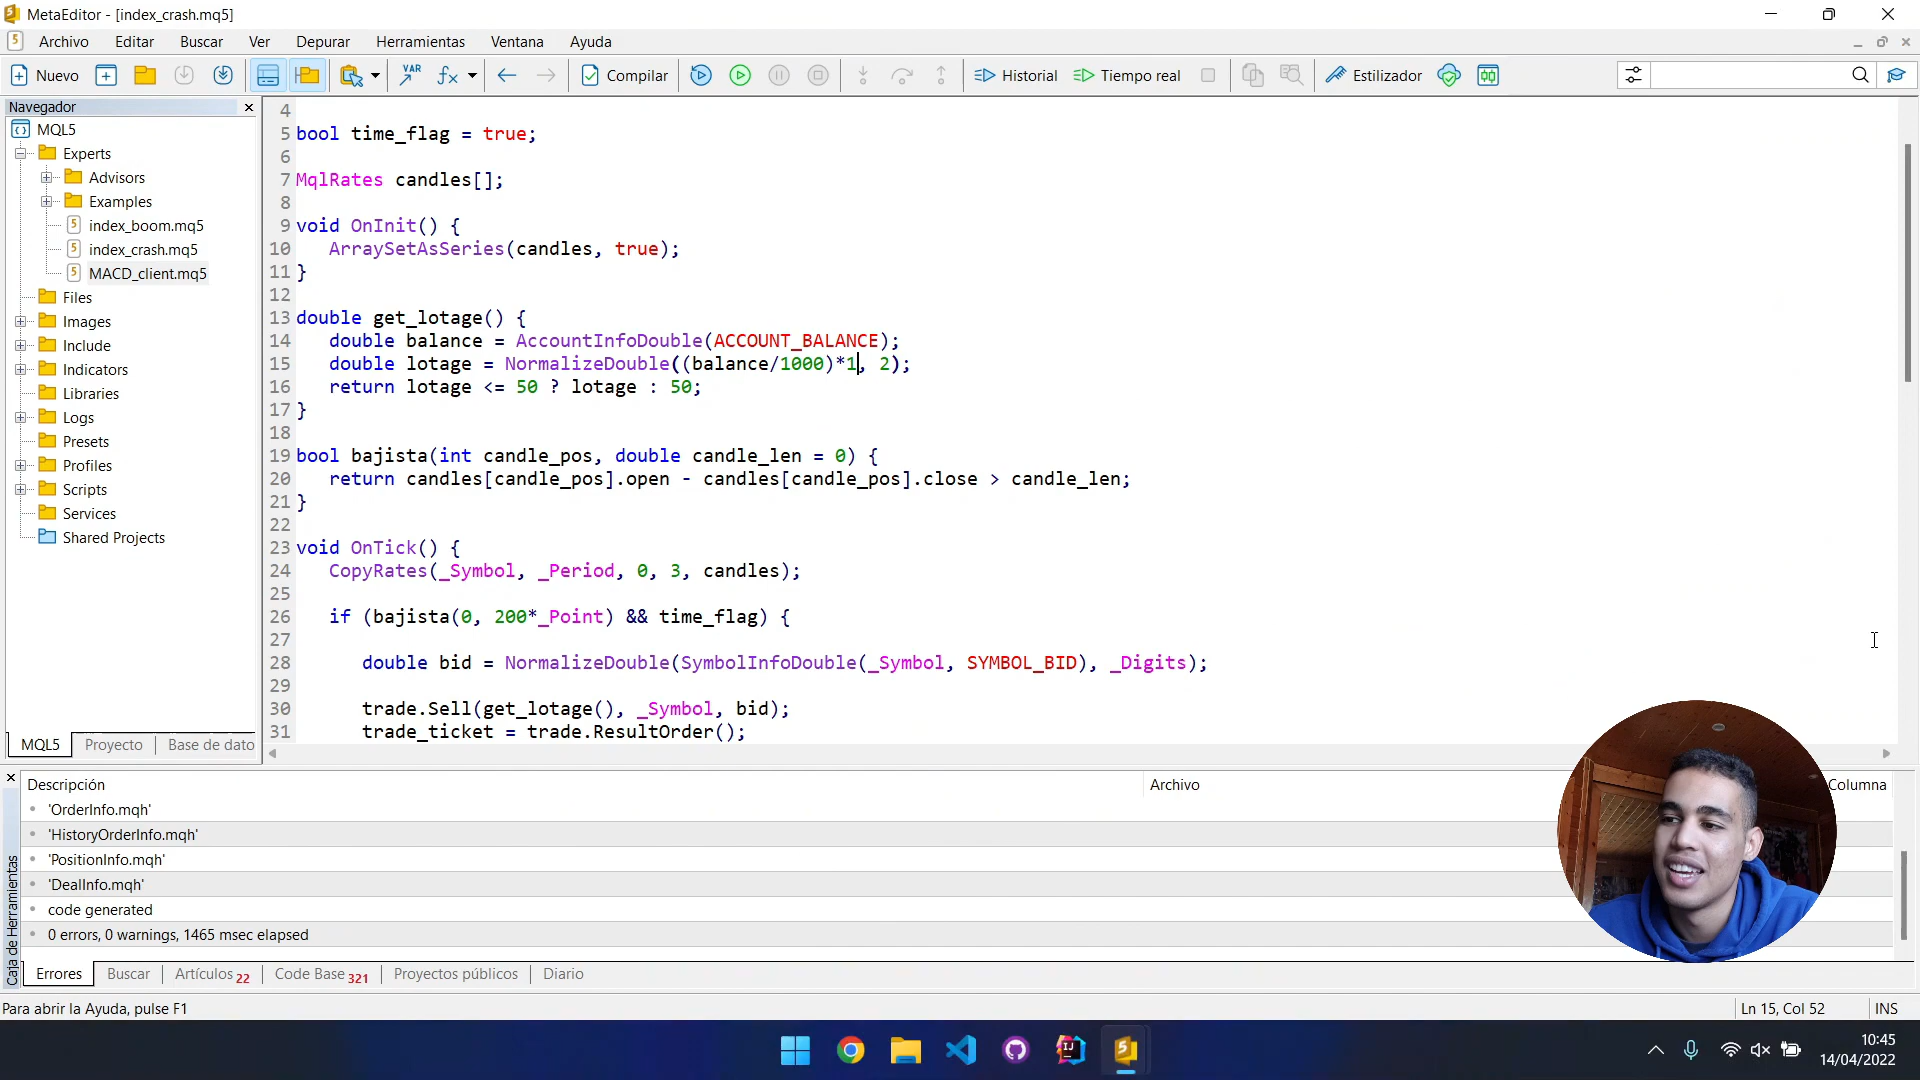 MetaEditor - [index_crash.mq5]
Archivo Editar Buscar Ver Depurar Herramientas Ventana Ayuda
Nuevo VAR Compilar Historial Tiempo real Estilizador
Navegador
MQL5
Experts
Advisors
Examples
index_boom.mq5
index_crash.mq5
MACD_client.mq5
Files
Images
Include
Indicators
Libraries
Logs
Presets
Profiles
Scripts
Services
Shared Projects
MQL5 Proyecto Base de dato
4
5 bool time_flag = true;
6
7 MqlRates candles[];
8
9 void OnInit() {
10 ArraySetAsSeries(candles, true);
11 }
12
13 double get_lotage() {
14 double balance = AccountInfoDouble(ACCOUNT_BALANCE);
15 double lotage = NormalizeDouble((balance/1000)*1, 2);
16 return lotage <= 50 ? lotage : 50;
17 }
18
19 bool bajista(int candle_pos, double candle_len = 0) {
20 return candles[candle_pos].open - candles[candle_pos].close > candle_len;
21 }
22
23 void OnTick() {
24 CopyRates(_Symbol, _Period, 0, 3, candles);
25
26 if (bajista(0, 200*_Point) && time_flag) {
27
28 double bid = NormalizeDouble(SymbolInfoDouble(_Symbol, SYMBOL_BID), _Digits);
29
30 trade.Sell(get_lotage(), _Symbol, bid);
31 trade_ticket = trade.ResultOrder();
Caja de Herramientas
Descripción Archivo Columna
'OrderInfo.mqh'
'HistoryOrderInfo.mqh'
'PositionInfo.mqh'
'DealInfo.mqh'
code generated
0 errors, 0 warnings, 1465 msec elapsed
Errores Buscar Artículos 22 Code Base 321 Proyectos públicos Diario
Para abrir la Ayuda, pulse F1 Ln 15, Col 52 INS
10:45
14/04/2022